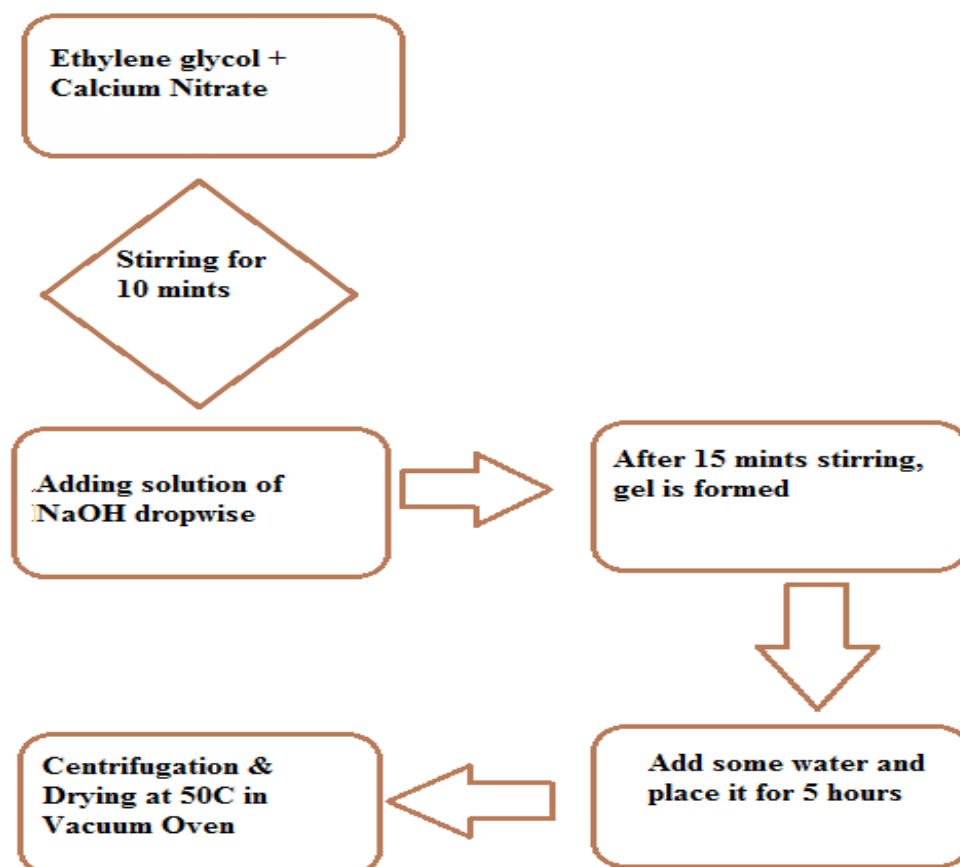 Ethylene glycol +
Calcium Nitrate
Stirring for
10 mints
Adding solution of
NaOH dropwise
After 15 mints stirring,
gel is formed
Add some water and
place it for 5 hours
Centrifugation &
Drying at 50C in
Vacuum Oven